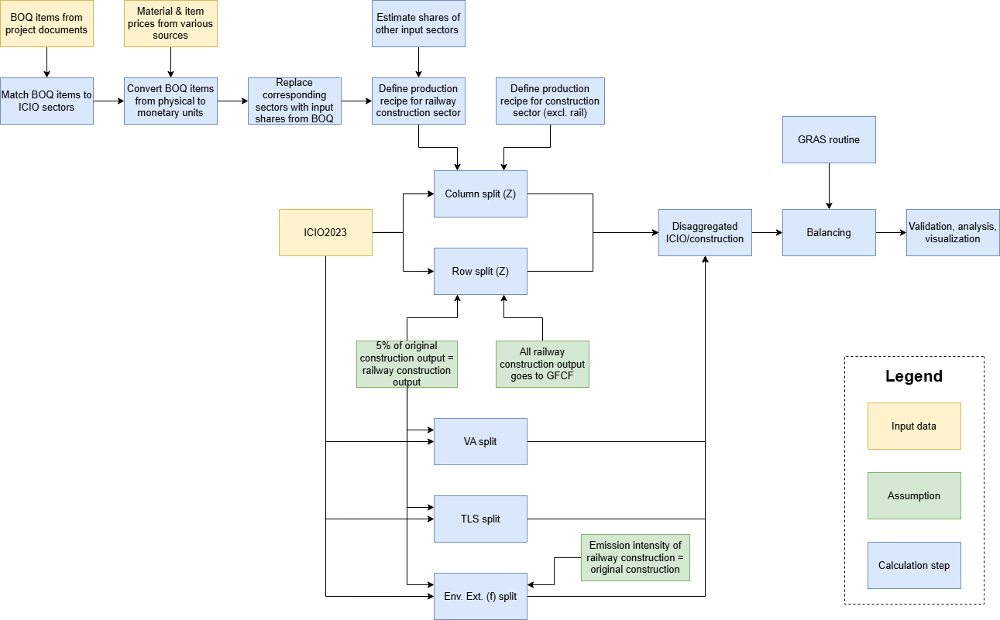 BOQ items from
project documents
Material & item
prices from various
sources
Estimate shares of
other input sectors
Match BOQ items to
ICIO sectors
Convert BOQ items
from physical to
monetary units
Replace
corresponding
sectors with input
shares from BOQ
Define production
recipe for railway
construction sector
Define production
recipe for construction
sector (excl. rail)
GRAS routine
Column split (Z)
ICIO2023
Disaggregated
ICIO/construction
Balancing
Validation, analysis,
visualization
Row split (Z)
5% of original
construction output =
railway construction
output
All railway
construction output
goes to GFCF
VA split
TLS split
Emission intensity of
railway construction =
original construction
Env. Ext. (f) split
Legend
Input data
Assumption
Calculation step